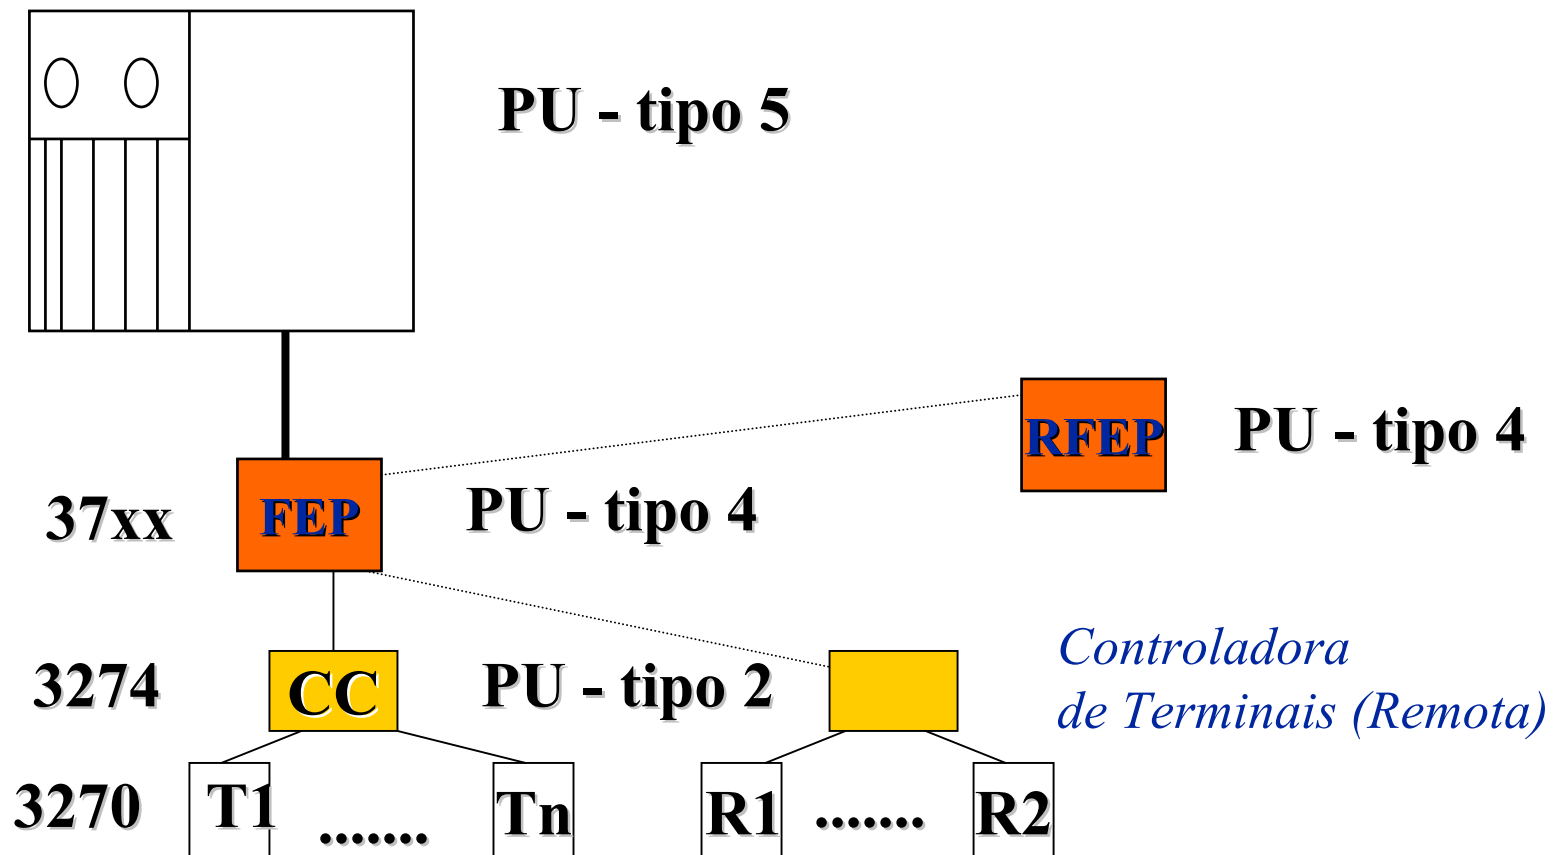 PU - tipo 5
RFEP
PU - tipo 4
37xx
FEP
PU - tipo 4
Controladora
de Terminais (Remota)
3274
CC
PU - tipo 2
3270
T1
.......
Tn
R1
.......
R2